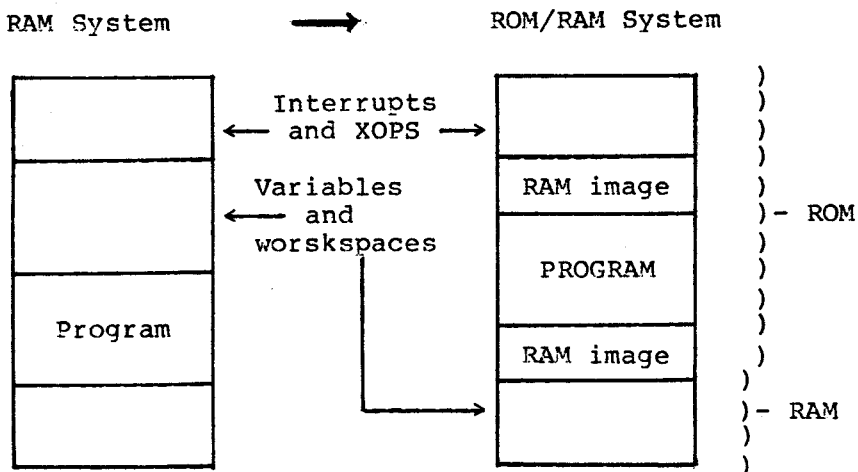 RAM System → ROM/RAM System
Interrupts
← and XOPS →
RAM image
Variables
← and
worskspaces
) - ROM
PROGRAM
Program
RAM image
) - RAM